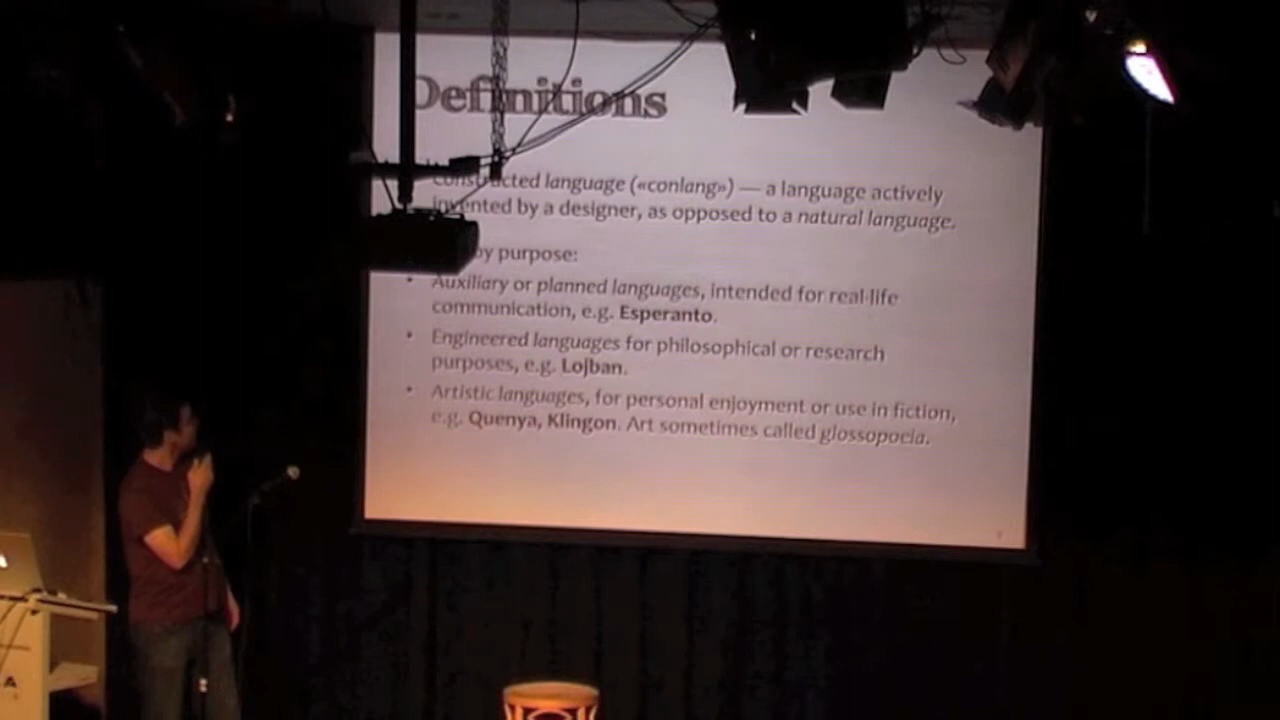 Definitions
constructed language («conlang») — a language actively
invented by a designer, as opposed to a natural language.
by purpose:
• Auxiliary or planned languages, intended for real-life
communication, e.g. Esperanto.
• Engineered languages for philosophical or research
purposes, e.g. Lojban.
• Artistic languages, for personal enjoyment or use in fiction,
e.g. Quenya, Klingon. Art sometimes called glossopoeia.
A